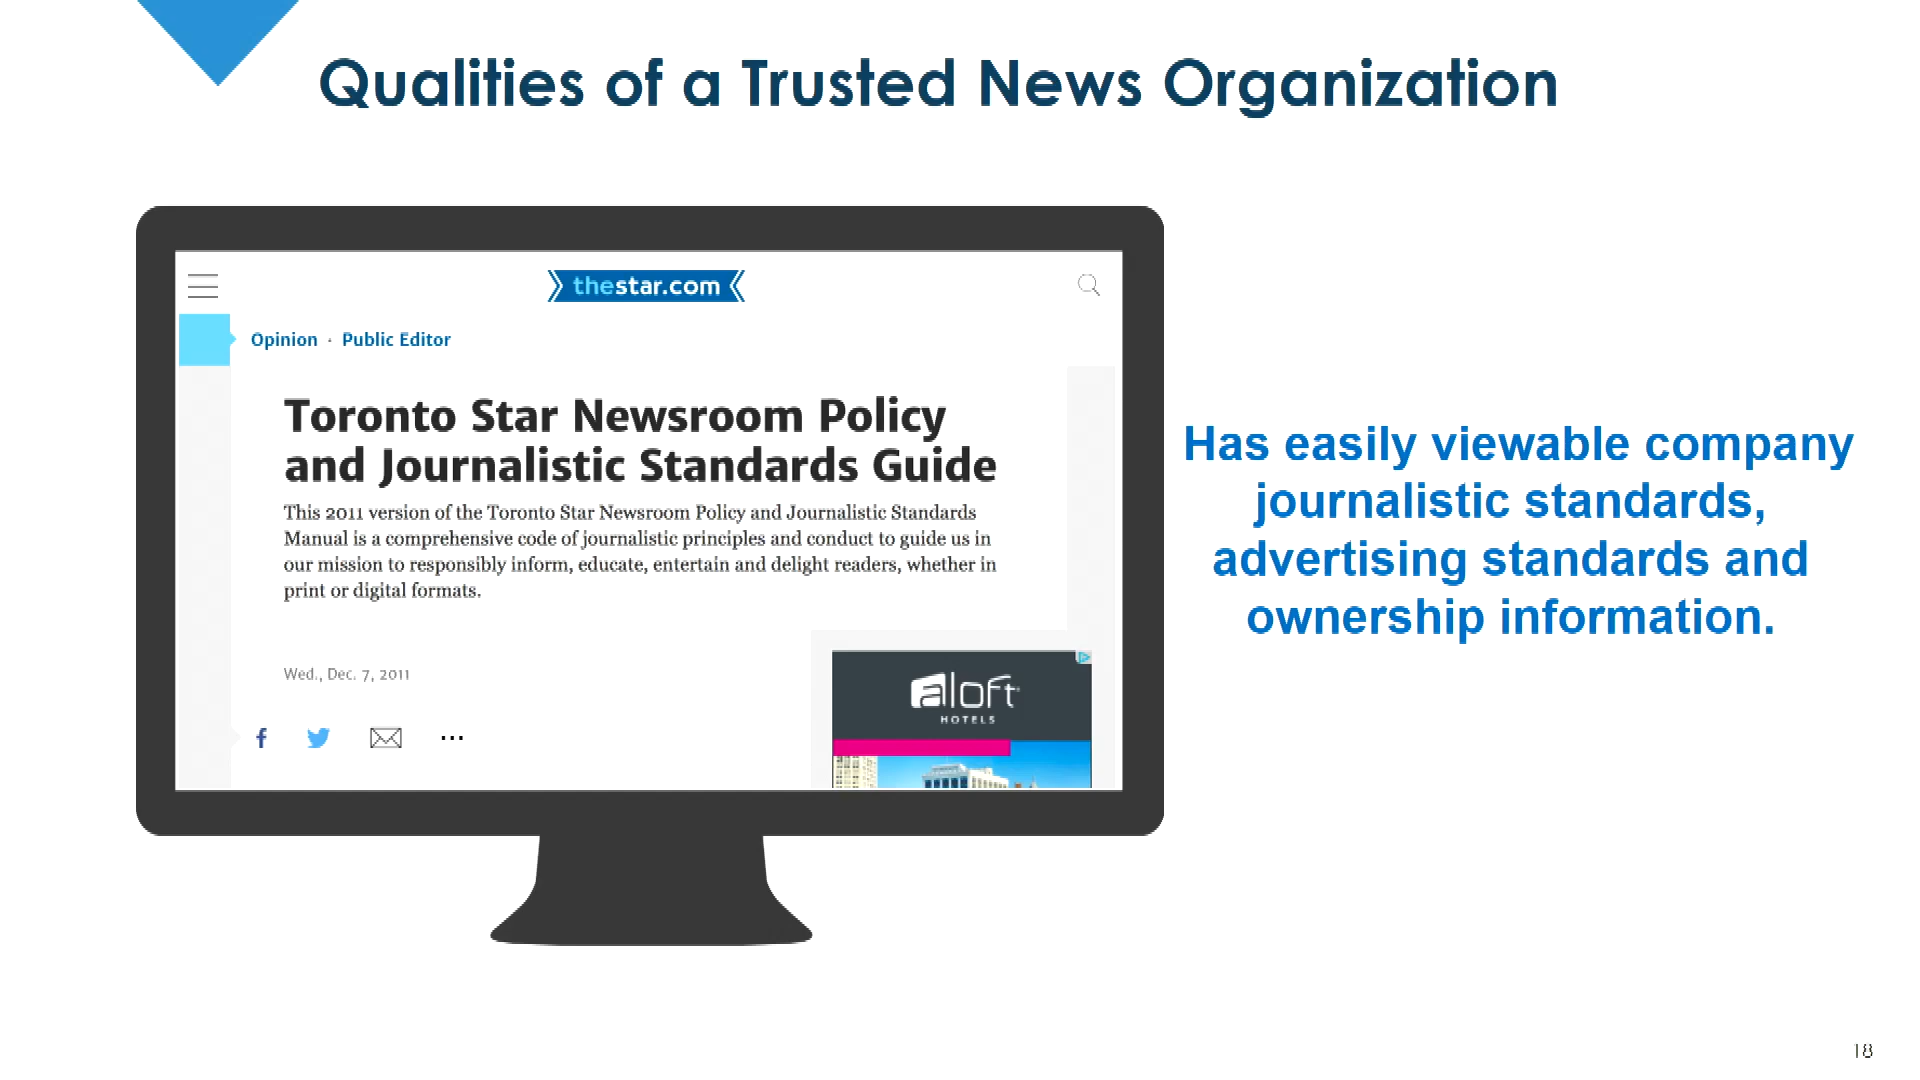 Qualities of a Trusted News Organization
thestar.com
Opinion · Public Editor
Toronto Star Newsroom Policy
and Journalistic Standards Guide
This 2011 version of the Toronto Star Newsroom Policy and Journalistic Standards
Manual is a comprehensive code of journalistic principles and conduct to guide us in
our mission to responsibly inform, educate, entertain and delight readers, whether in
print or digital formats.
Wed., Dec. 7, 2011
f
...
aloft
HOTELS
Has easily viewable company
journalistic standards,
advertising standards and
ownership information.
18